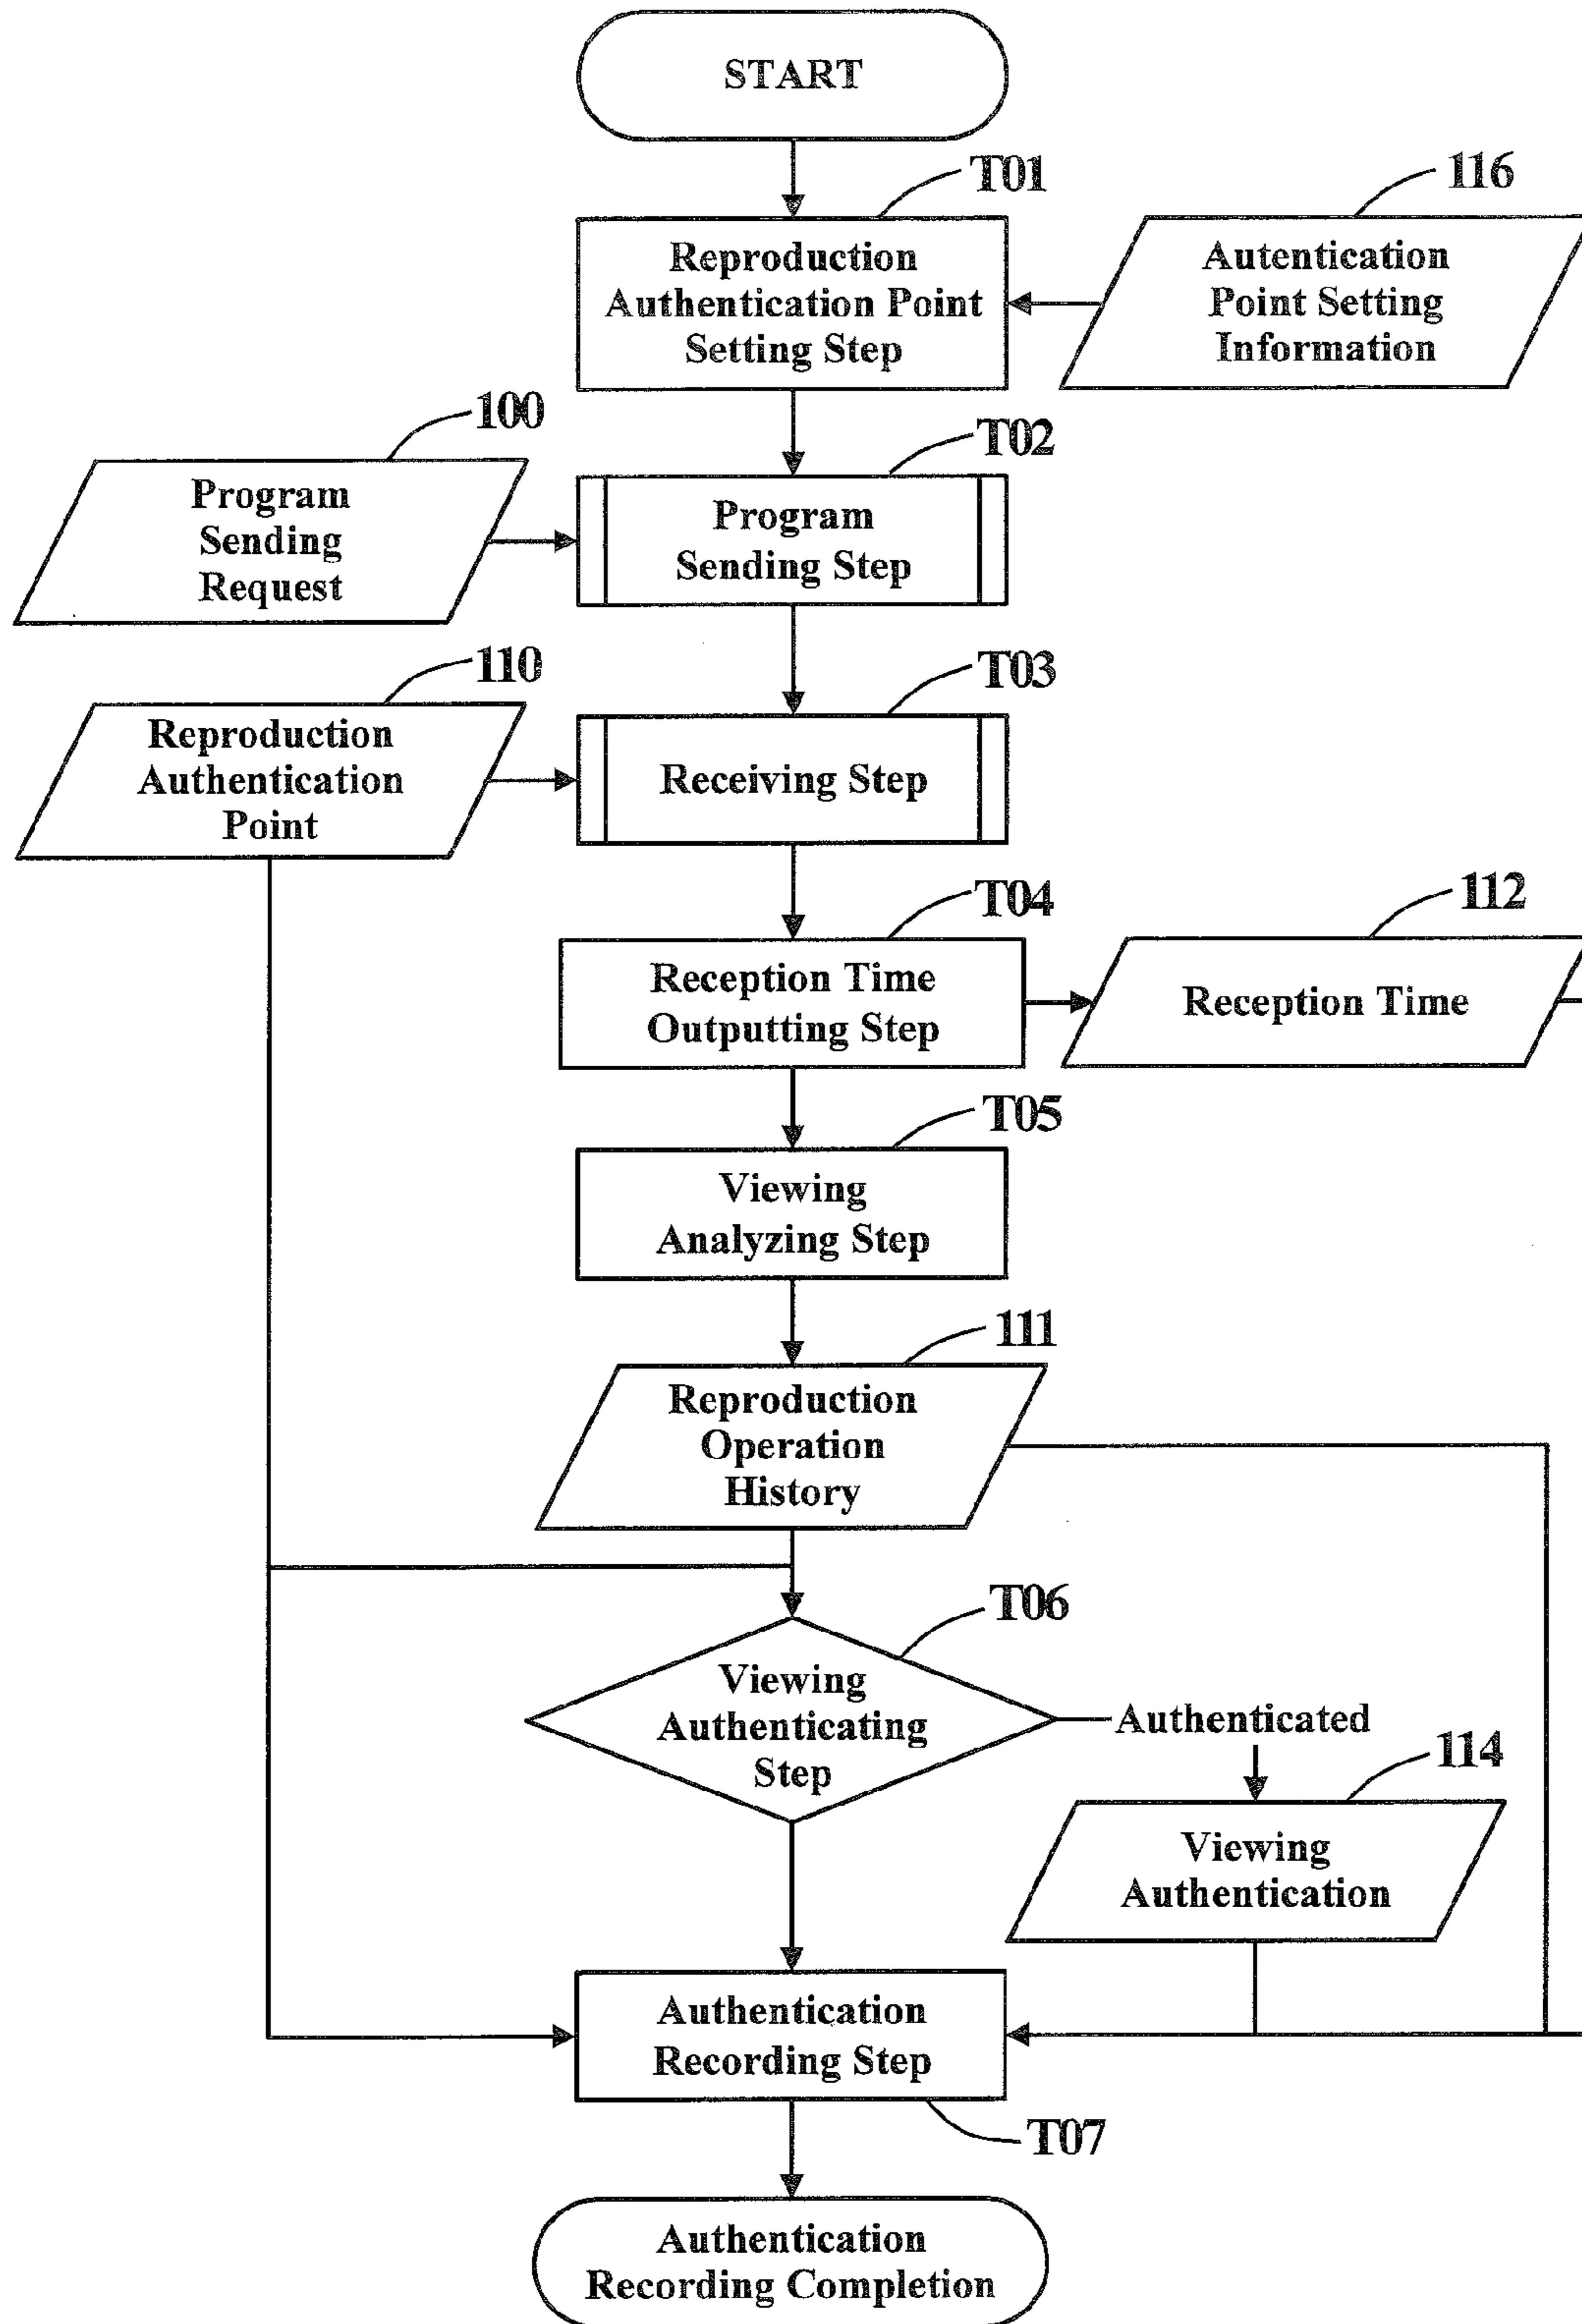 START
T01
116
Reproduction
Authentication Point
Setting Step
Autentication
Point Setting
Information
100
T02
Program
Sending
Request
Program
Sending Step
110
T03
Reproduction
Authentication
Point
Receiving Step
T04
112
Reception Time
Outputting Step
Reception Time
T05
Viewing
Analyzing Step
111
Reproduction
Operation
History
T06
Viewing
Authenticating
Step
Authenticated
114
Viewing
Authentication
Authentication
Recording Step
T07
Authentication
Recording Completion